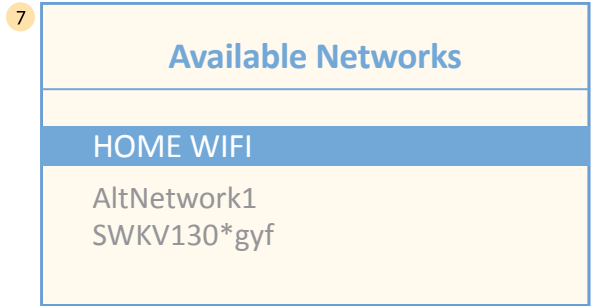 7
Available Networks
HOME WIFI
AltNetwork1
SWKV130*gyf